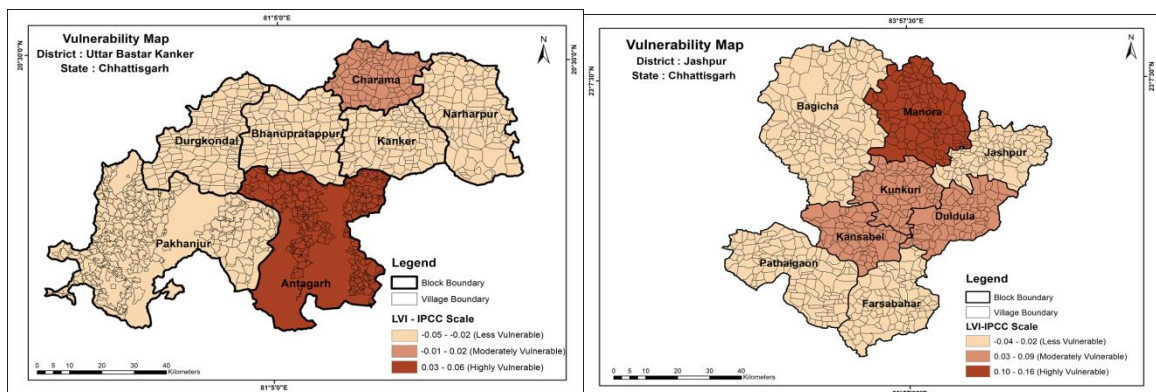 81°5'0"E
Vulnerability Map
District : Uttar Bastar Kanker
State : Chhattisgarh
N
20°30'0"N
20°30'0"N
Charama
Narharpur
Durgkondal
Bhanupratappur
Kanker
Pakhanjur
Antagarh
Legend
Block Boundary
Village Boundary
LVI - IPCC Scale
-0.05 - -0.02 (Less Vulnerable)
-0.01 - 0.02 (Moderately Vulnerable)
0.03 - 0.06 (Highly Vulnerable)
0 5 10 20 30 40
Kilometers
81°5'0"E
83°57'30"E
Vulnerability Map
District : Jashpur
State : Chhattisgarh
N
23°7'30"N
23°7'30"N
Bagicha
Manora
Jashpur
Kunkuri
Duldula
Kansabel
Pathalgaon
Farsabahar
Legend
Block Boundary
Village Boundary
LVI-IPCC Scale
-0.04 - 0.02 (Less Vulnerable)
0.03 - 0.09 (Moderately Vulnerable)
0.10 - 0.16 (Highly Vulnerable)
0 5 10 20 30 40
Kilometers